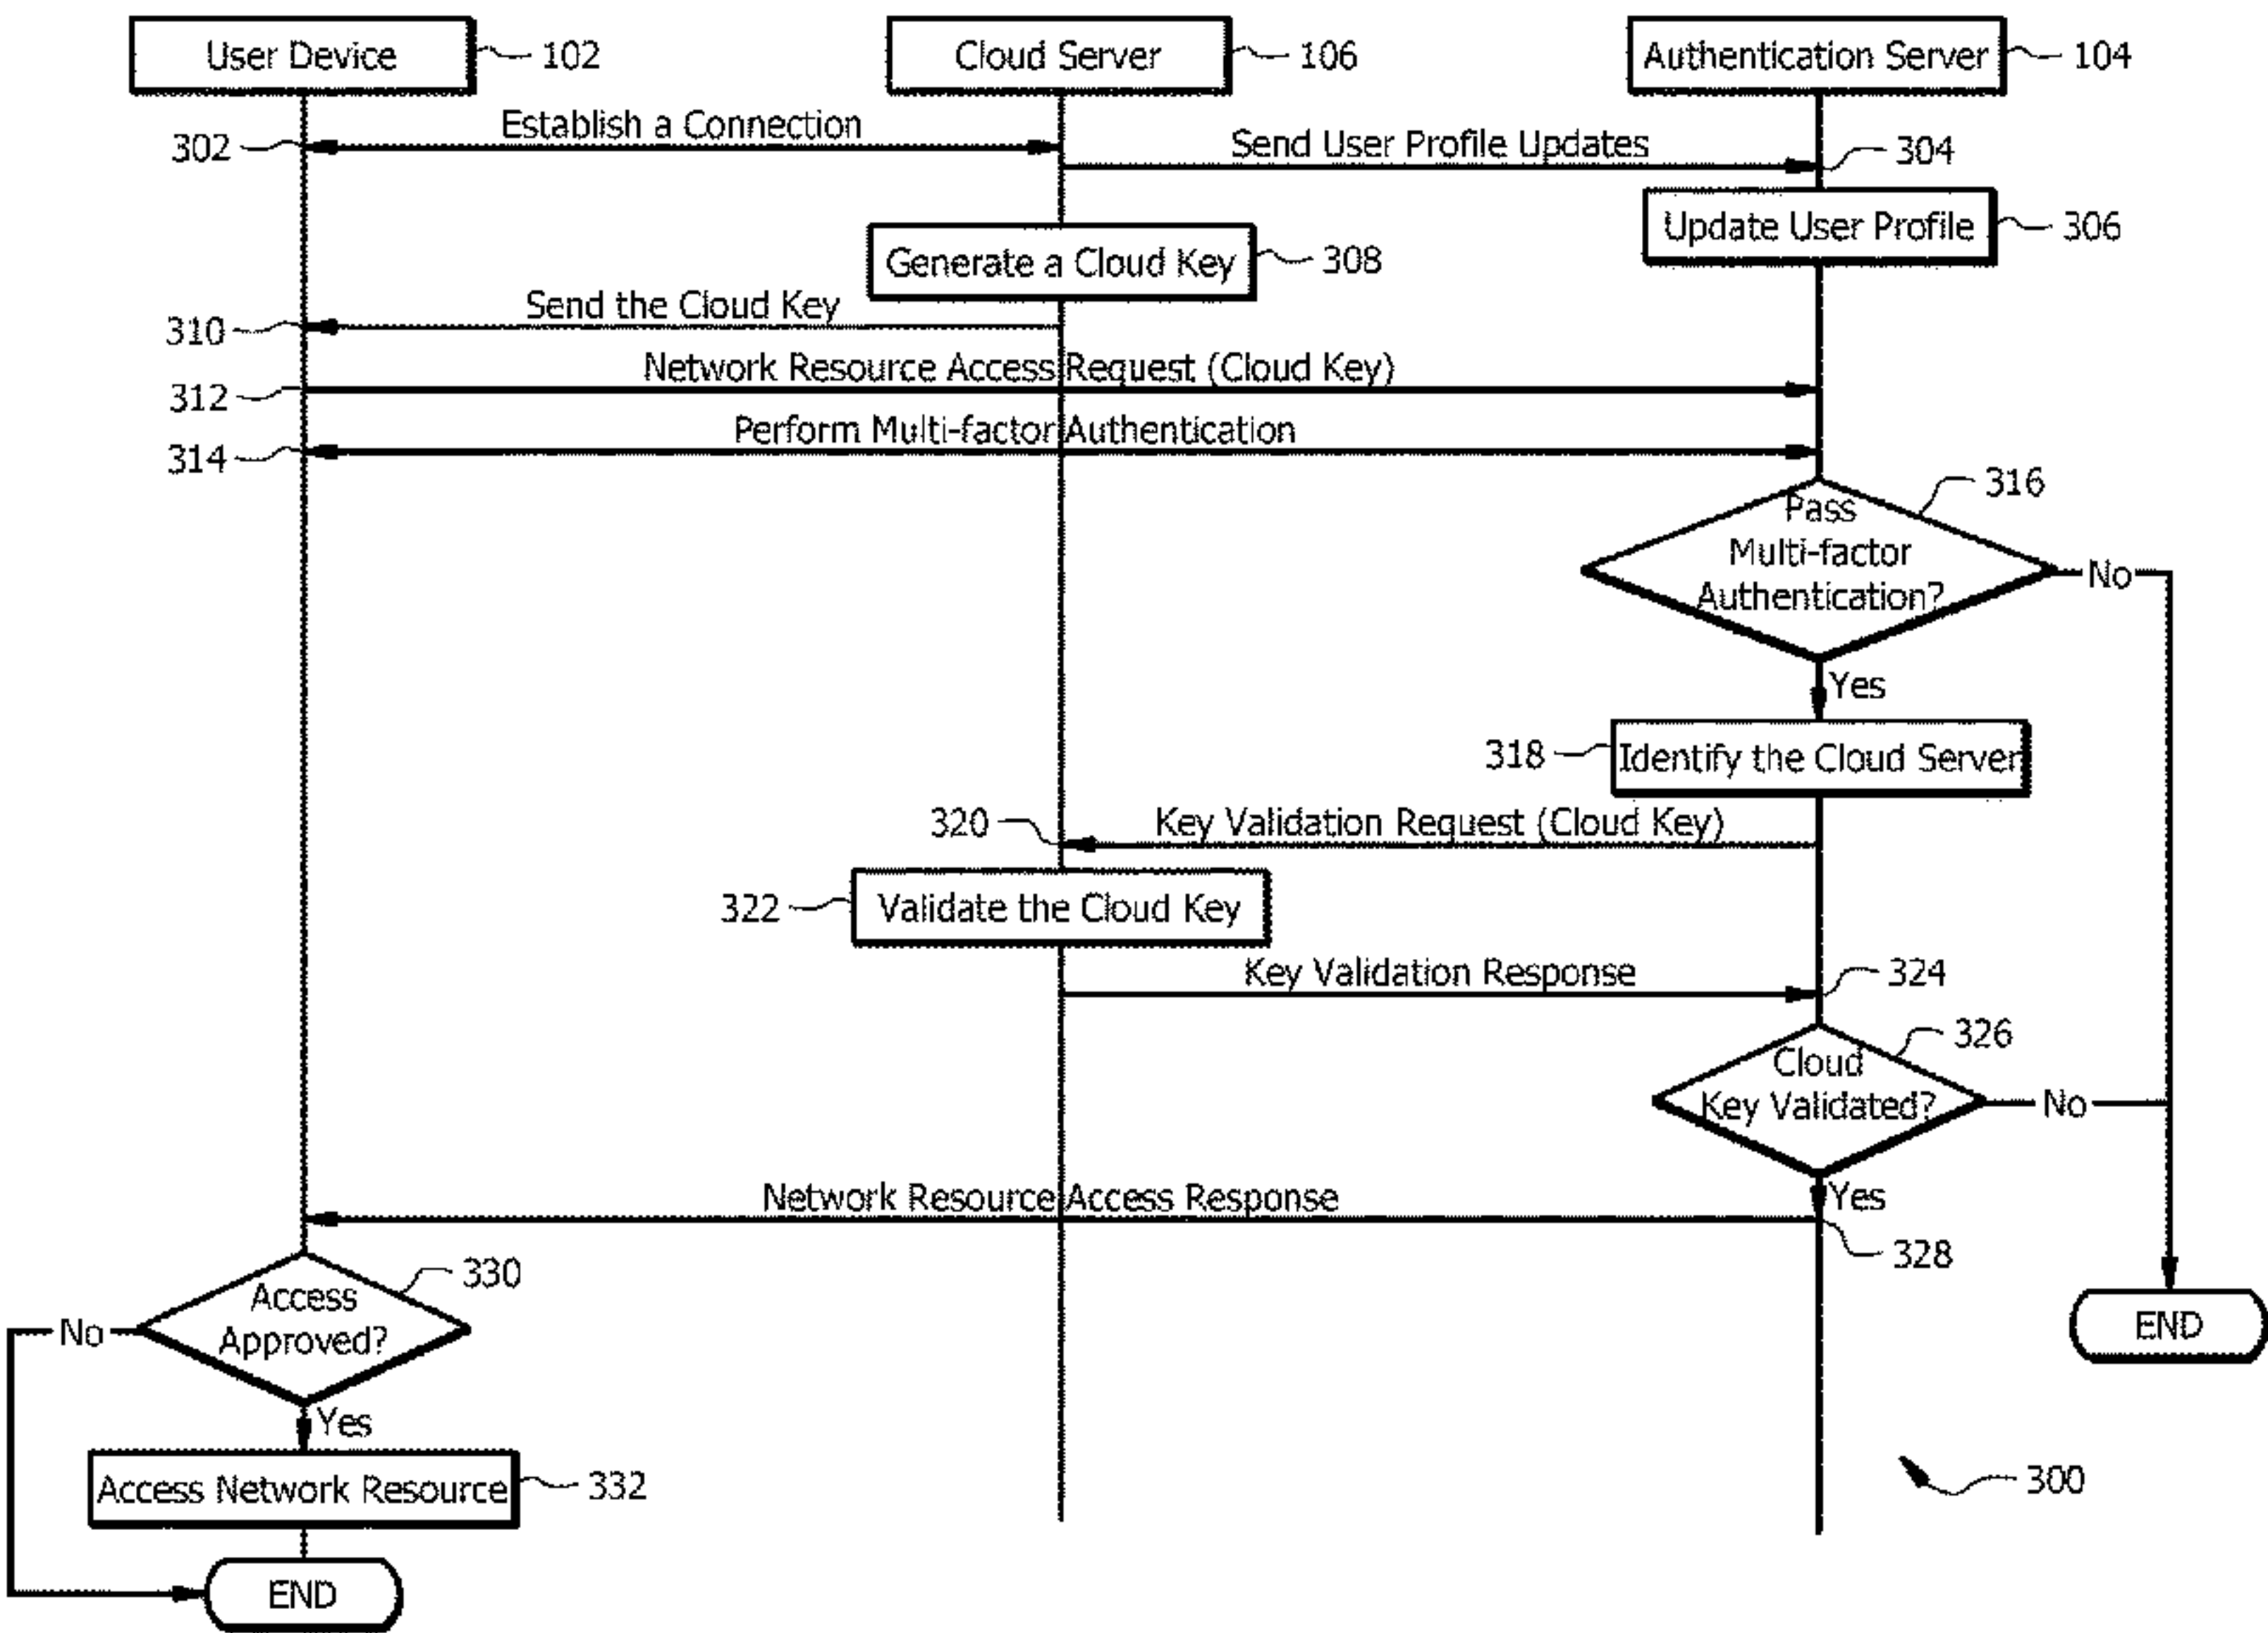 User Device 102
Cloud Server 106
Authentication Server 104
Establish a Connection
302
Send User Profile Updates
304
Update User Profile 306
Generate a Cloud Key 308
Send the Cloud Key
310
Network Resource Access Request (Cloud Key)
312
Perform Multi-factor Authentication
314
316
Pass
Multi-factor
Authentication?
No
Yes
318 Identify the Cloud Server
320
Key Validation Request (Cloud Key)
322 Validate the Cloud Key
Key Validation Response
324
326
Cloud
Key Validated?
No
Yes
Network Resource Access Response
328
330
Access
Approved?
No
Yes
END
Access Network Resource 332
300
END